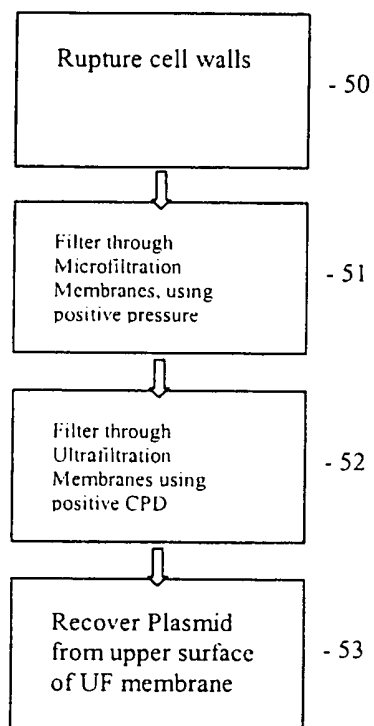 Rupture cell walls
- 50
Filter through
Microfiltration
Membranes, using
positive pressure
- 51
Filter through
Ultrafiltration
Membranes using
positive CPD
- 52
Recover Plasmid
from upper surface
of UF membrane
- 53